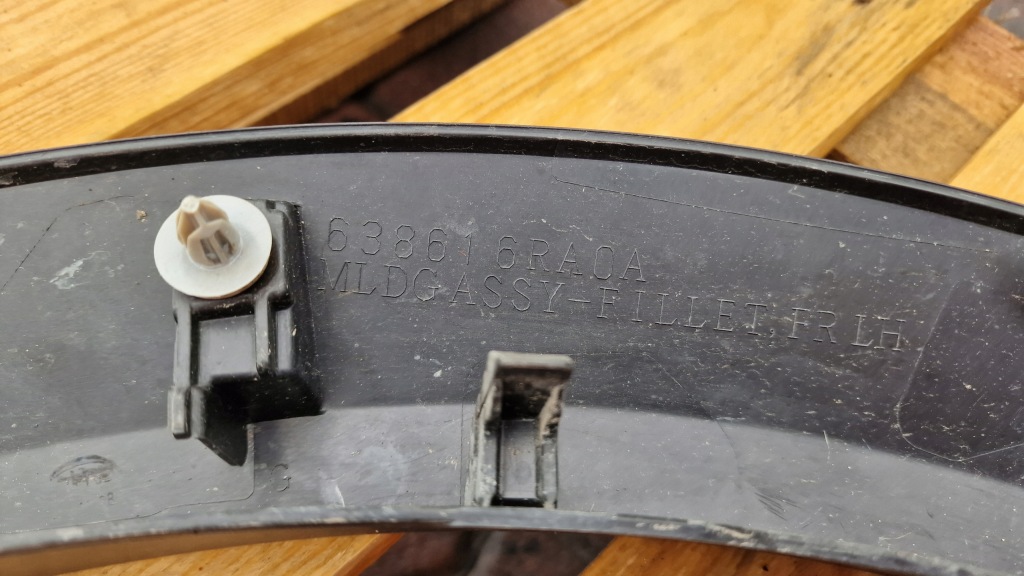 63861 6RA0A
MLDG ASSY-FILLET, FR LH